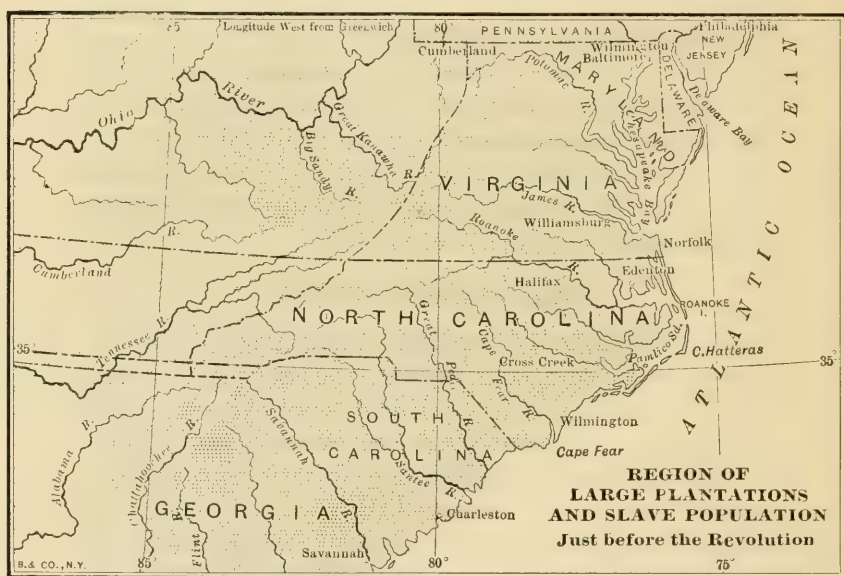 Longitude West from Greenwich
80
85
PENNSYLVANIA
Philadelphia
NEW
JERSEY
Cumberland
Wilmington
Baltimore
MARYLAND
DELAWARE
Delaware Bay
Potomac R.
Chesapeake Bay
Ohio River
Great Kanawha R.
Big Sandy R.
VIRGINIA
James R.
Williamsburg
Roanoke R.
Norfolk
Cumberland R.
Halifax
Edenton
ROANOKE
I.
NORTH CAROLINA
Great Pee R.
Cape Fear R.
Tennessee R.
Pamlico Sd.
C. Hatteras
Cross Creek
35
35°
ATLANTIC OCEAN
SOUTH
CAROLINA
Wilmington
Cape Fear
Savannah R.
Santee R.
Alabama R.
Chattahoochee R.
Flint R.
GEORGIA
Charleston
Savannah
85°
80°
75°
REGION OF
LARGE PLANTATIONS
AND SLAVE POPULATION
Just before the Revolution
B.& CO., N.Y.